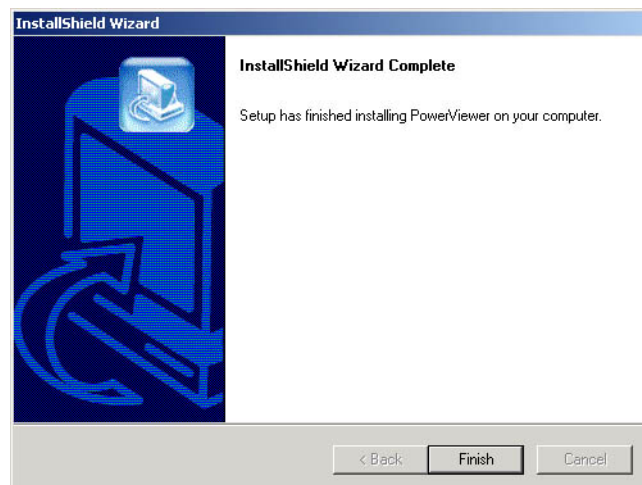 InstallShield Wizard
InstallShield Wizard Complete
Setup has finished installing PowerViewer on your computer.
< Back
Finish
Cancel